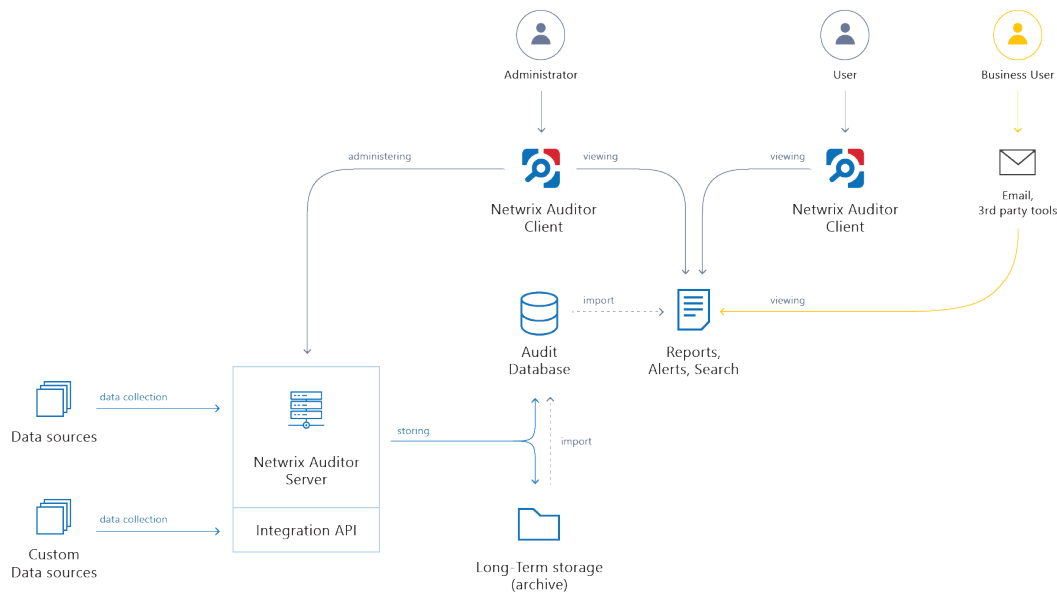 Administrator
User
Business User
administering
viewing
viewing
Netwrix Auditor
Client
Netwrix Auditor
Client
Email,
3rd party tools
import
viewing
Audit
Database
Reports,
Alerts, Search
data collection
Data sources
storing
import
Netwrix Auditor
Server
data collection
Integration API
Custom
Data sources
Long-Term storage
(archive)